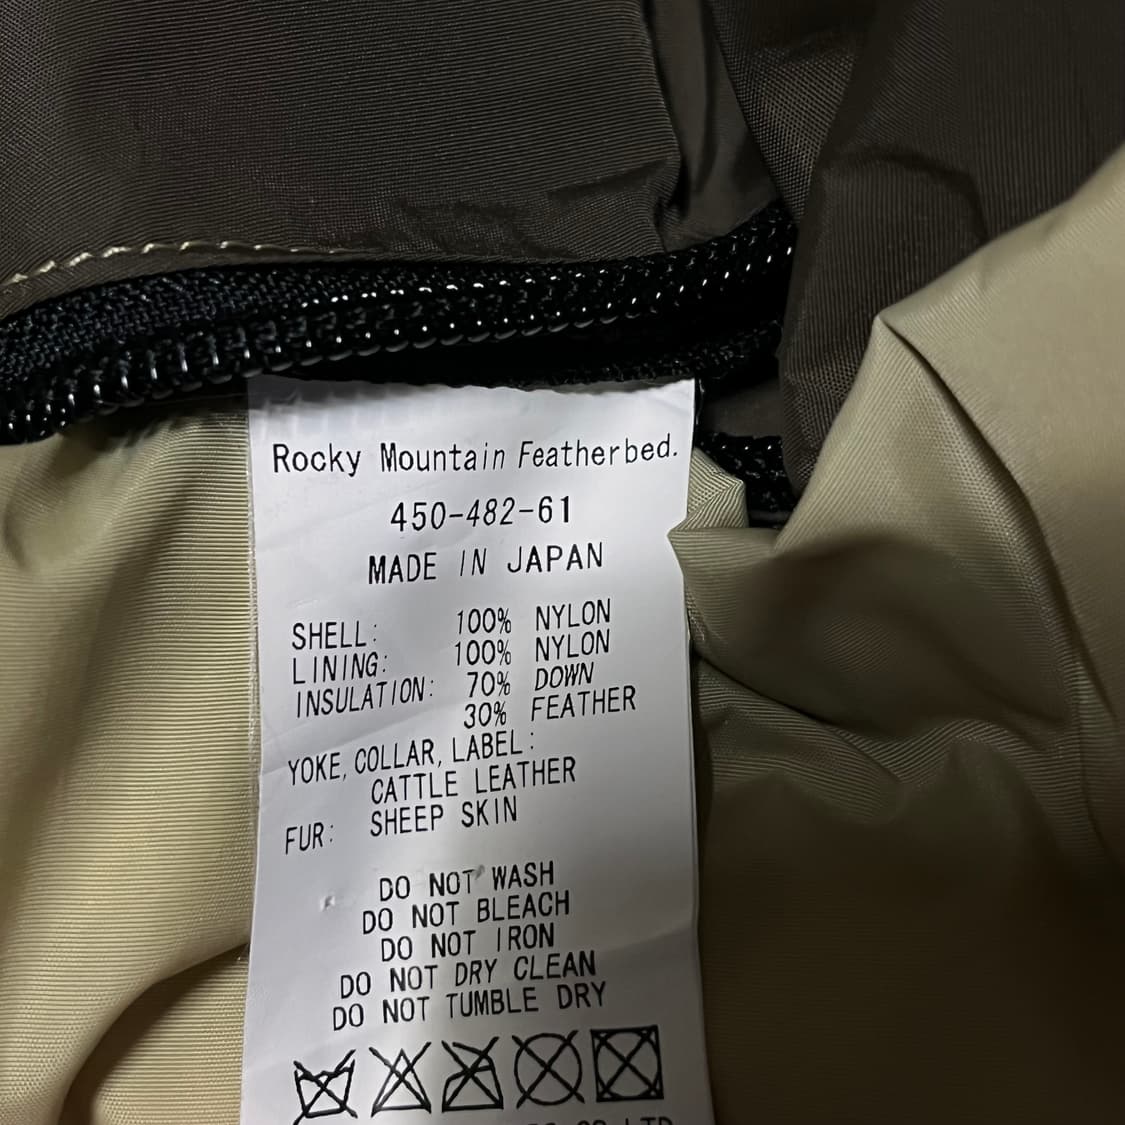 Rocky Mountain Featherbed.
450-482-61
MADE IN JAPAN
SHELL: 100% NYLON
LINING: 100% NYLON
INSULATION: 70% DOWN
30% FEATHER
YOKE, COLLAR, LABEL:
CATTLE LEATHER
FUR: SHEEP SKIN
DO NOT WASH
DO NOT BLEACH
DO NOT IRON
DO NOT DRY CLEAN
DO NOT TUMBLE DRY
LTD